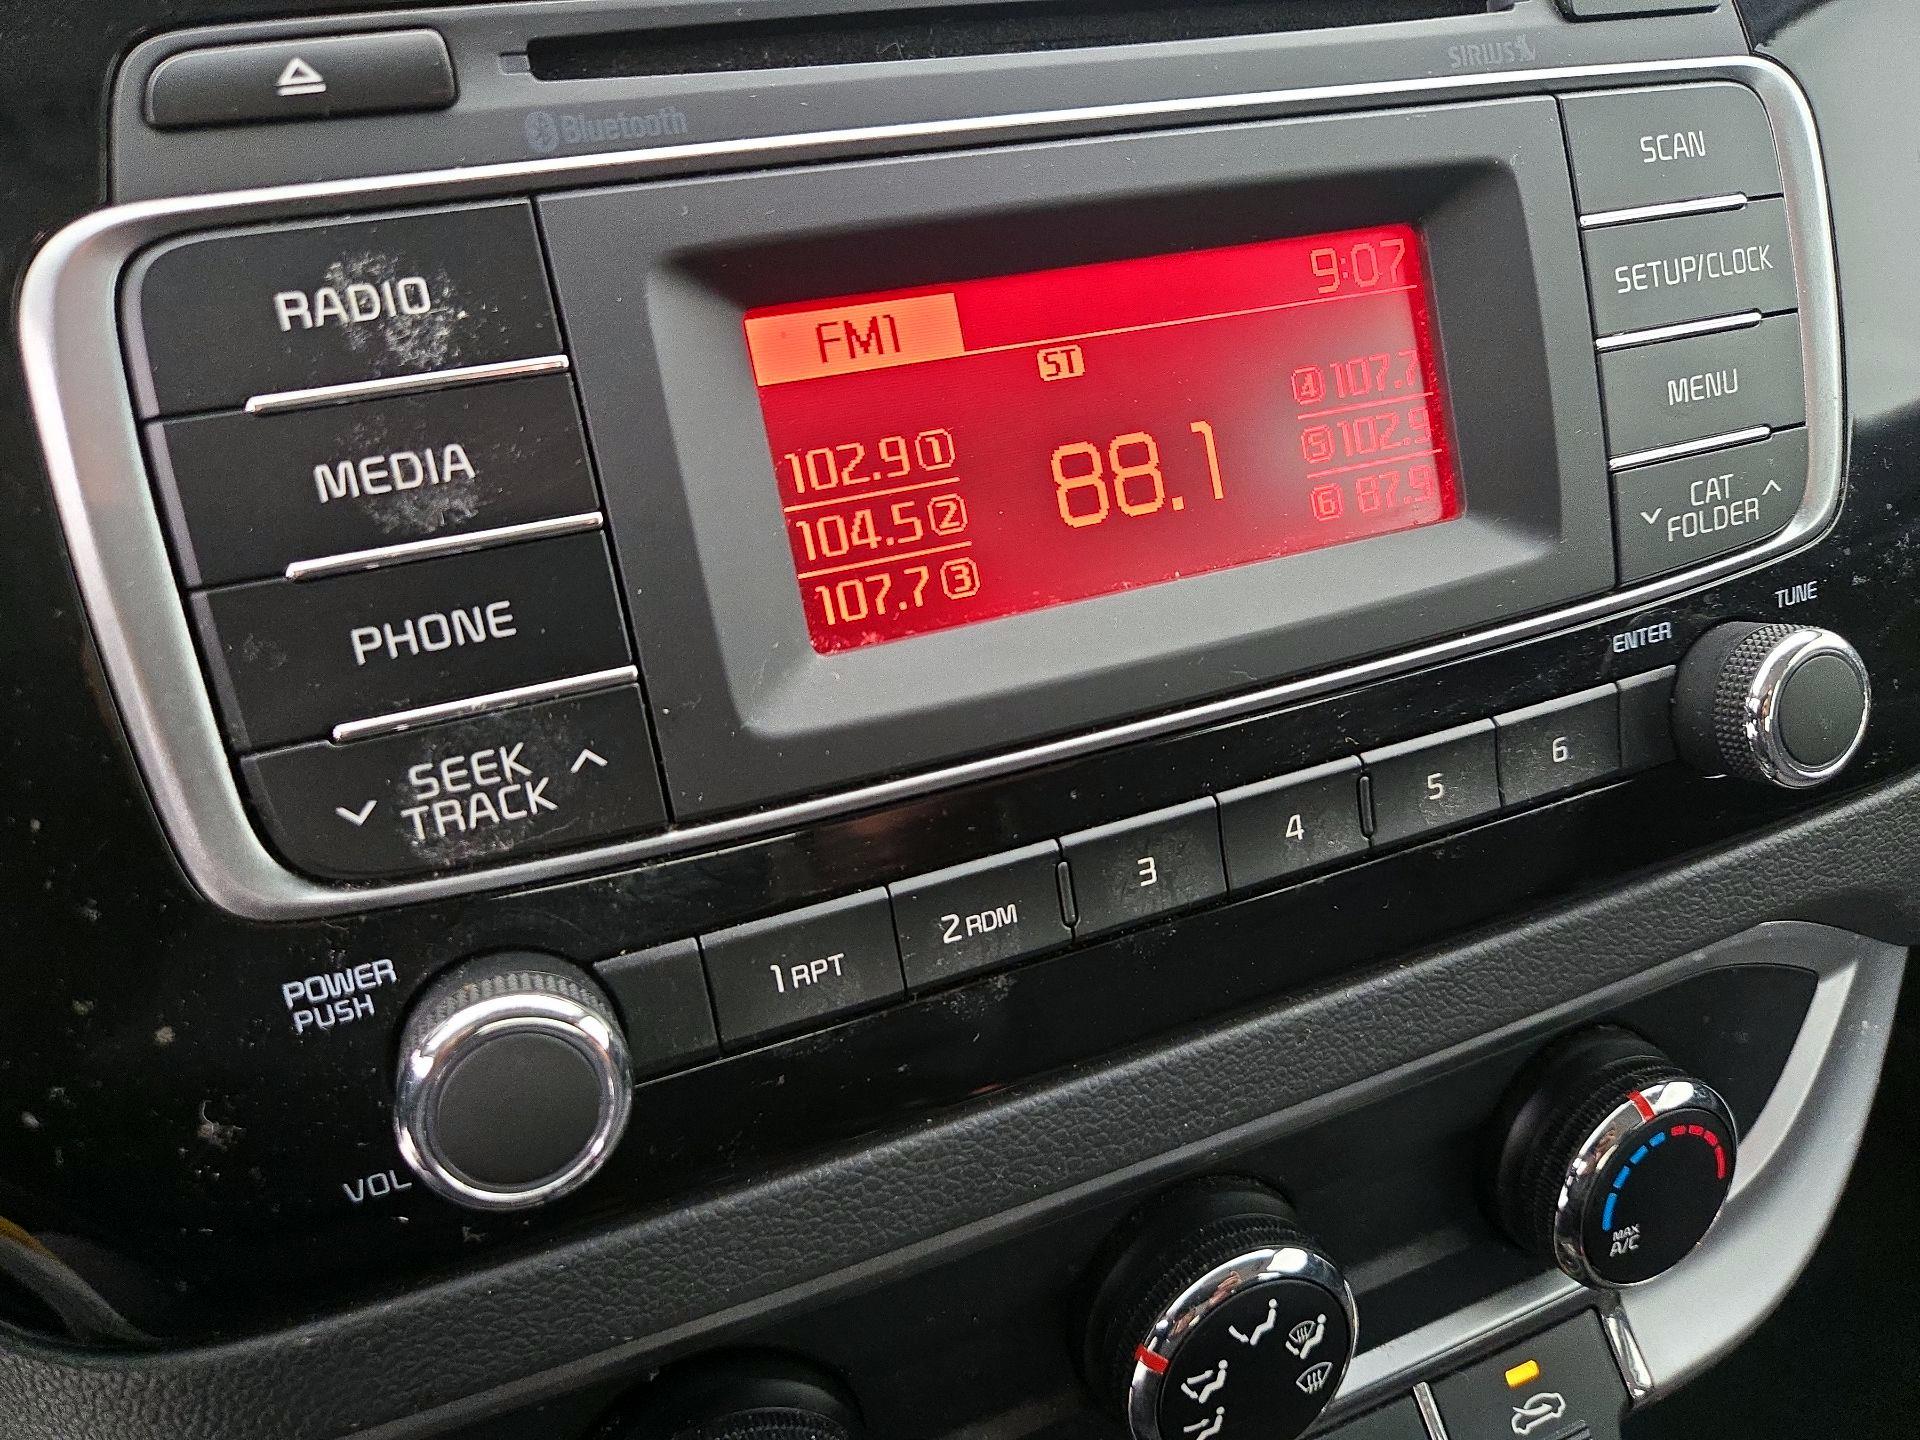 SIRIUS
Bluetooth
RADIO
MEDIA
PHONE
SEEK
TRACK
FM1
9:07
ST
102.9 1
104.5 2
107.7 3
88.1
4 107.7
5 102.9
6 87.9
SCAN
SETUP/CLOCK
MENU
CAT
FOLDER
TUNE
ENTER
POWER
PUSH
VOL
1 RPT
2 RDM
3
4
5
6
MAX
A/C